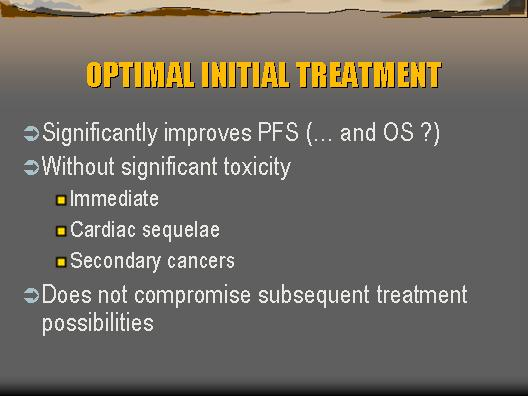 OPTIMAL INITIAL TREATMENT
Significantly improves PFS (... and OS ?)
Without significant toxicity
Immediate
Cardiac sequelae
Secondary cancers
Does not compromise subsequent treatment
possibilities